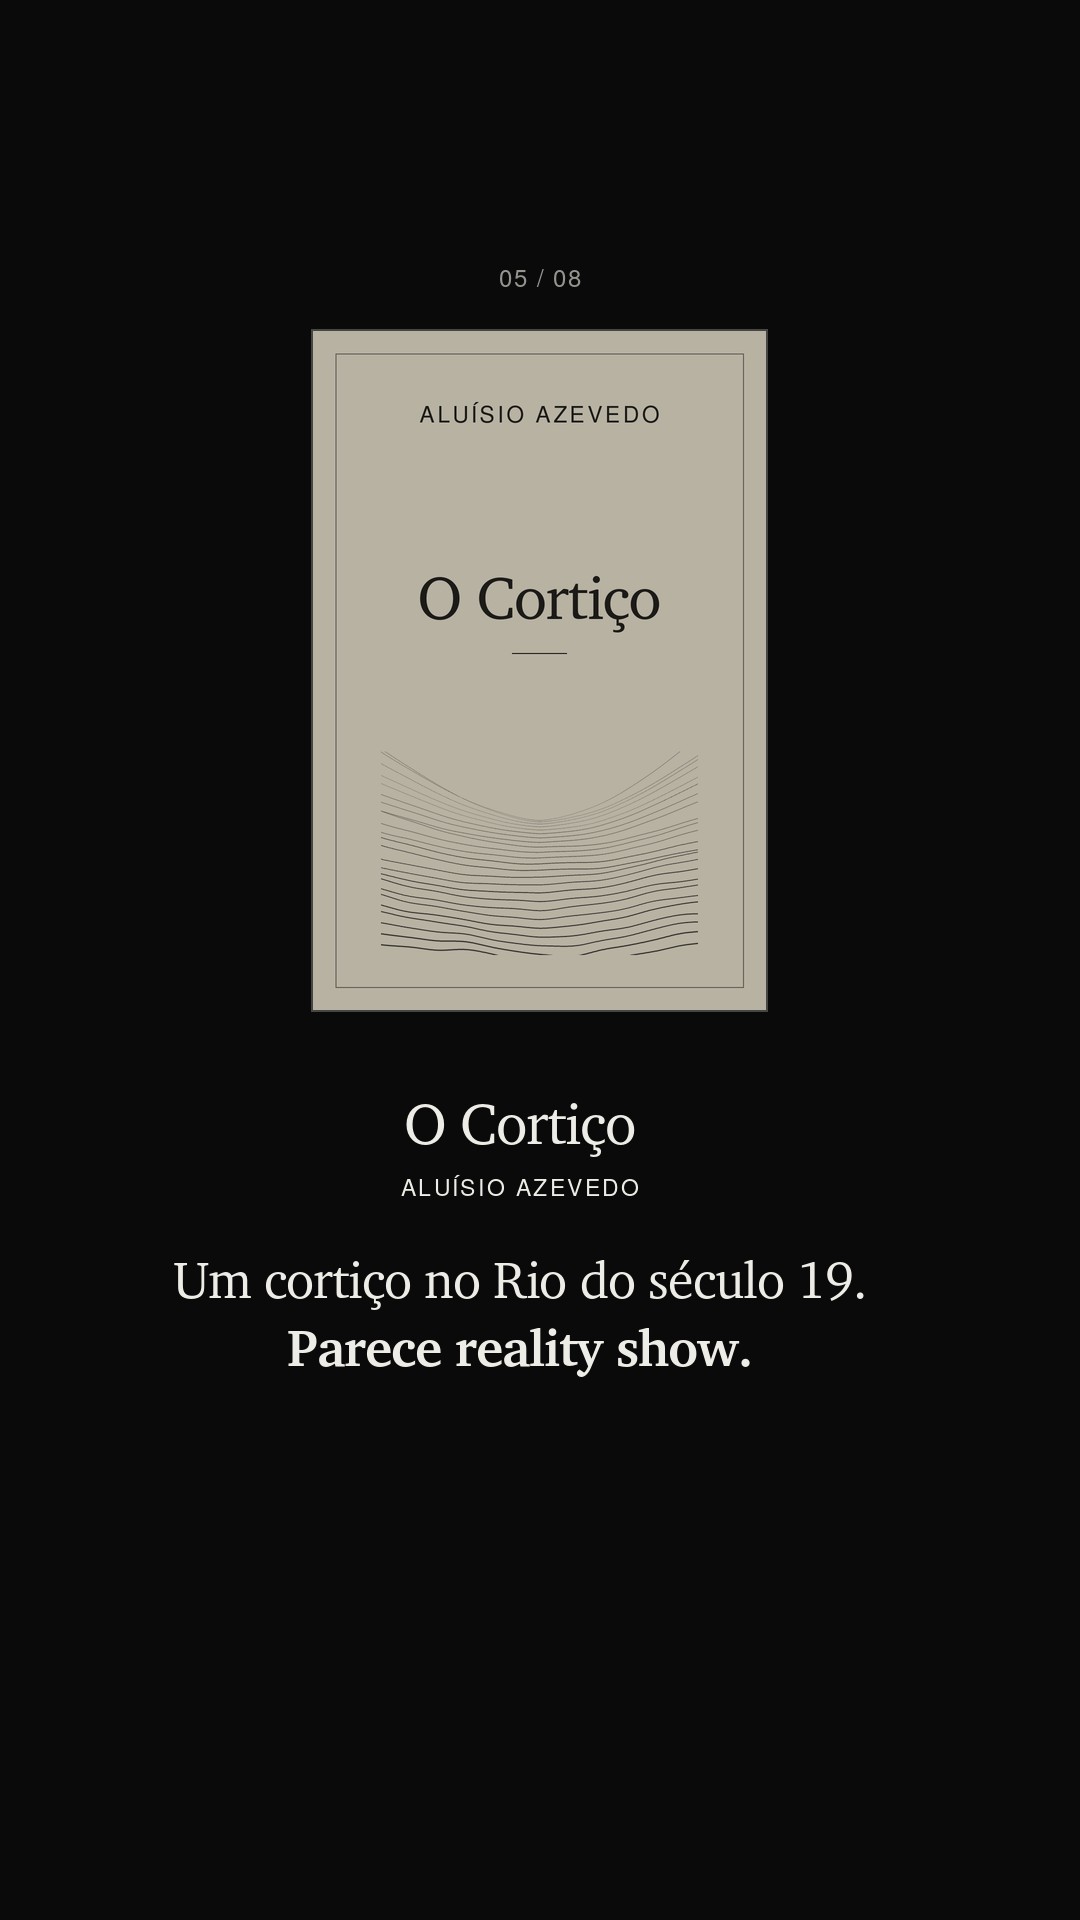 05 / 08
ALUÍSIO AZEVEDO
O Cortiço
O Cortiço
ALUÍSIO AZEVEDO
Um cortiço no Rio do século 19.
Parece reality show.